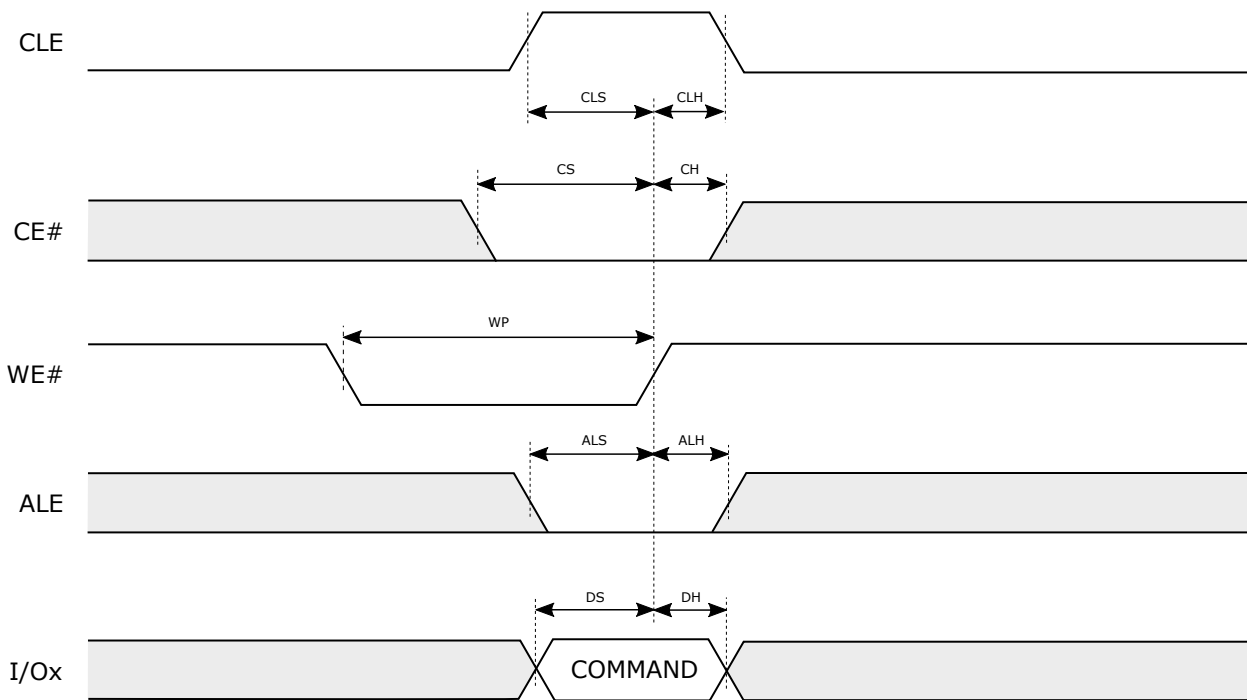 CLE
CLS CLH
CS CH
CE#
WP
WE#
ALS ALH
ALE
DS DH
I/Ox COMMAND